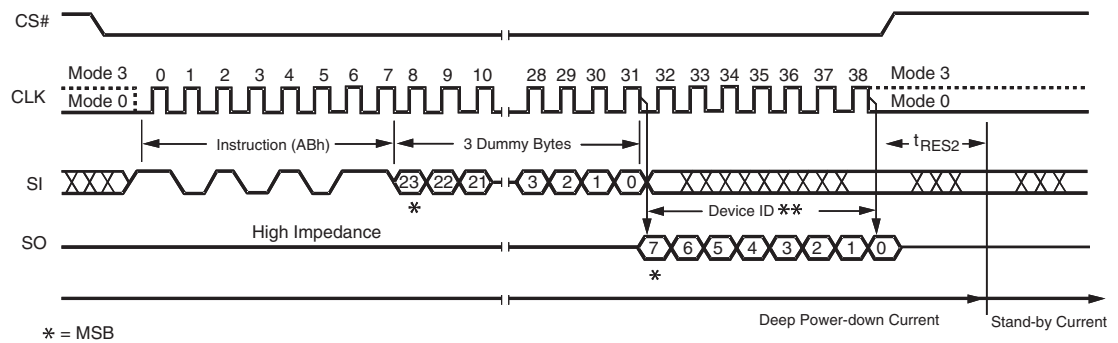 CS#
Mode 3 0 1 2 3 4 5 6 7 8 9 10 28 29 30 31 32 33 34 35 36 37 38 Mode 3
CLK Mode 0 Mode 0
Instruction (ABh) 3 Dummy Bytes tRES2
SI 23 22 21 3 2 1 0
* Device ID **
High Impedance
SO 7 6 5 4 3 2 1 0
*
Deep Power-down Current Stand-by Current
* = MSB